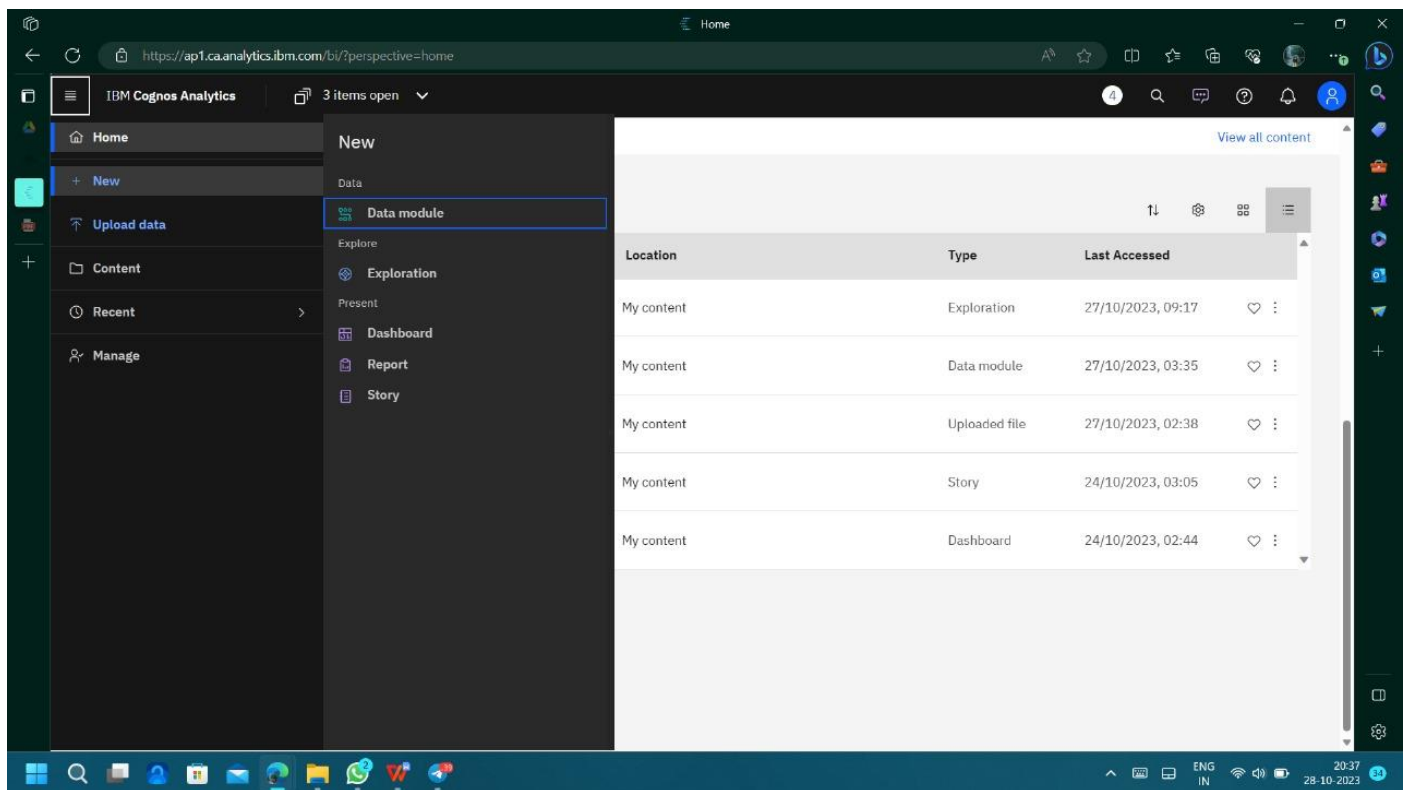 Home
https://ap1.ca.analytics.ibm.com/bi/?perspective=home
IBM Cognos Analytics
3 items open
4
Home
New
View all content
+ New
Data
Upload data
Data module
Explore
Content
Exploration
Location Type Last Accessed
Recent
Present
My content Exploration 27/10/2023, 09:17
Dashboard
Manage
Report
My content Data module 27/10/2023, 03:35
Story
My content Uploaded file 27/10/2023, 02:38
My content Story 24/10/2023, 03:05
My content Dashboard 24/10/2023, 02:44
ENG
IN
20:37
28-10-2023
34
2